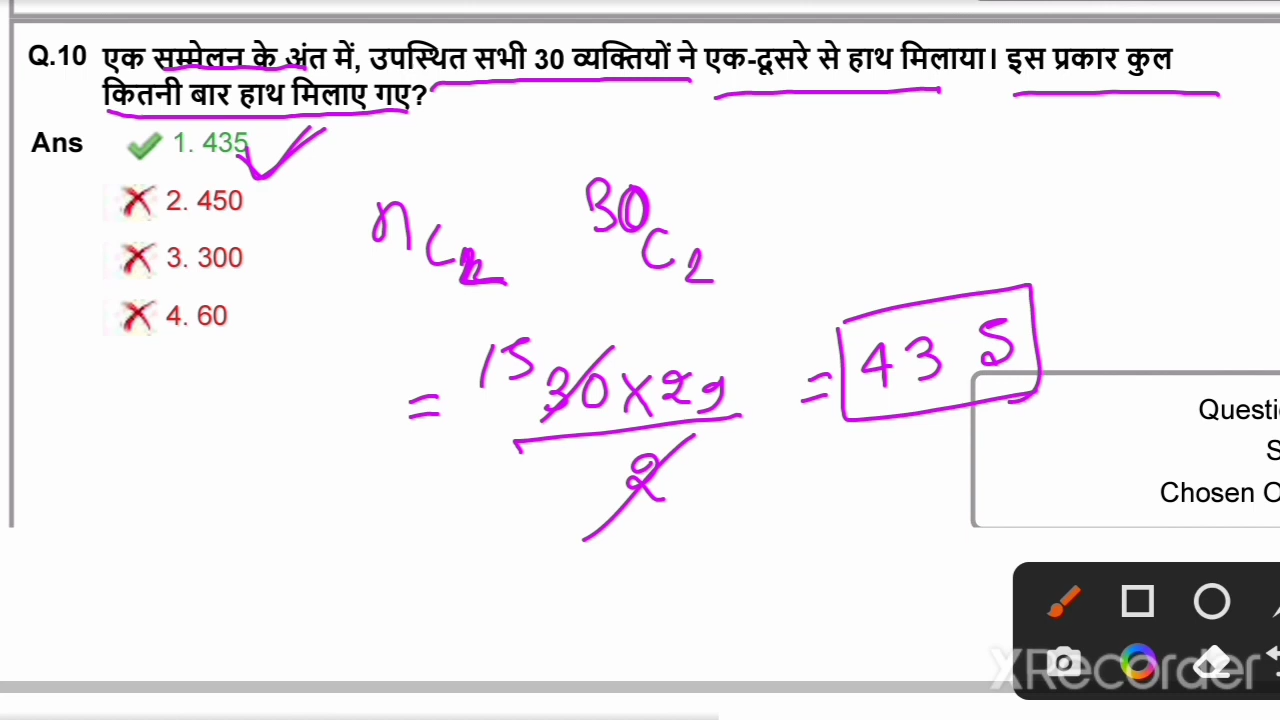 Q.10 एक सम्मेलन के अंत में, उपस्थित सभी 30 व्यक्तियों ने एक-दूसरे से हाथ मिलाया। इस प्रकार कुल
कितनी बार हाथ मिलाए गए?
Ans 1. 435
2. 450
3. 300
4. 60
nC2 30C2
= 15 30×29 = 435
2
Questi
S
Chosen O
XRecorder